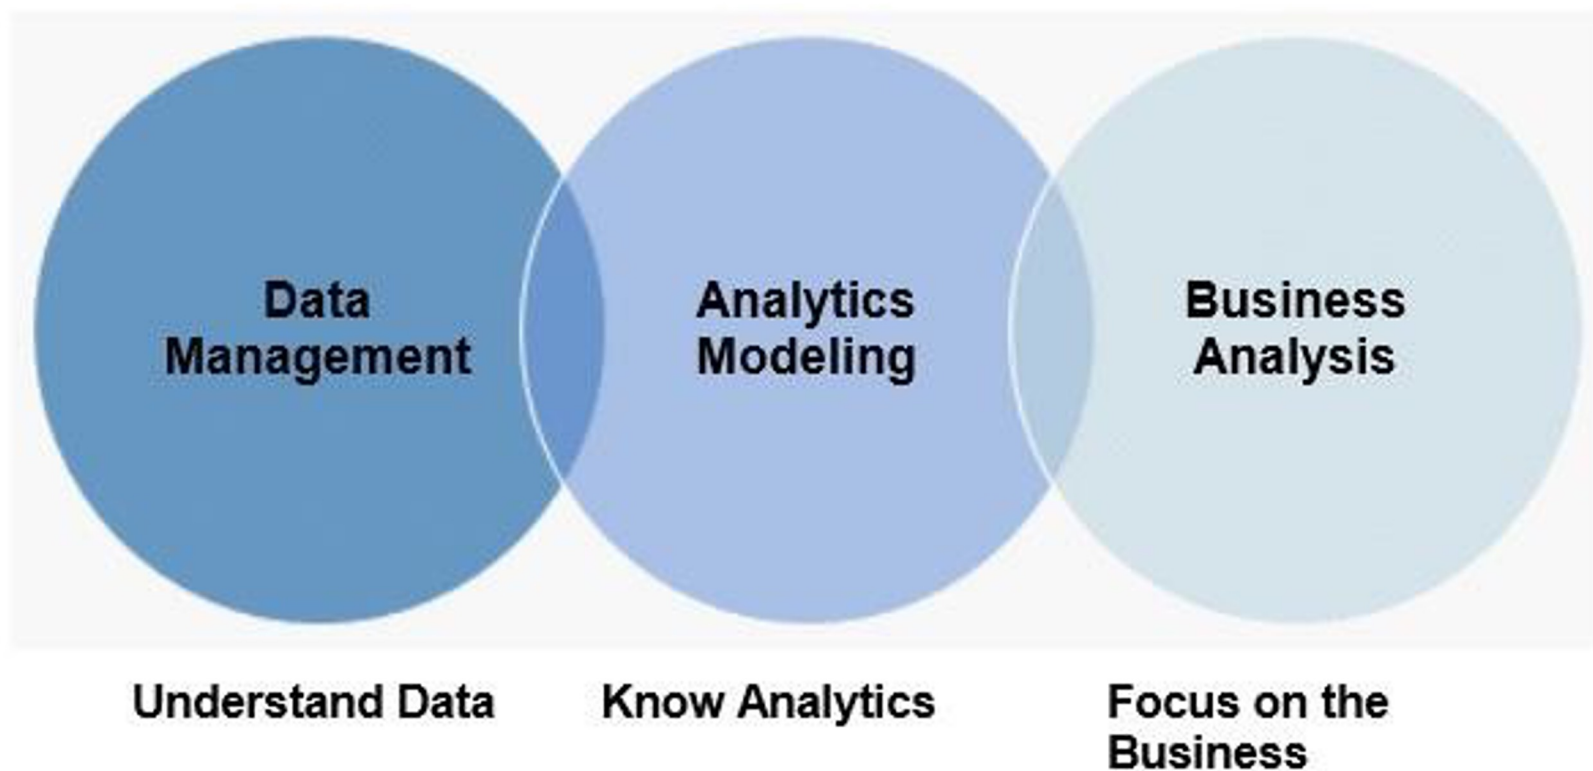 Data
Management
Analytics
Modeling
Business
Analysis
Understand Data
Know Analytics
Focus on the
Business